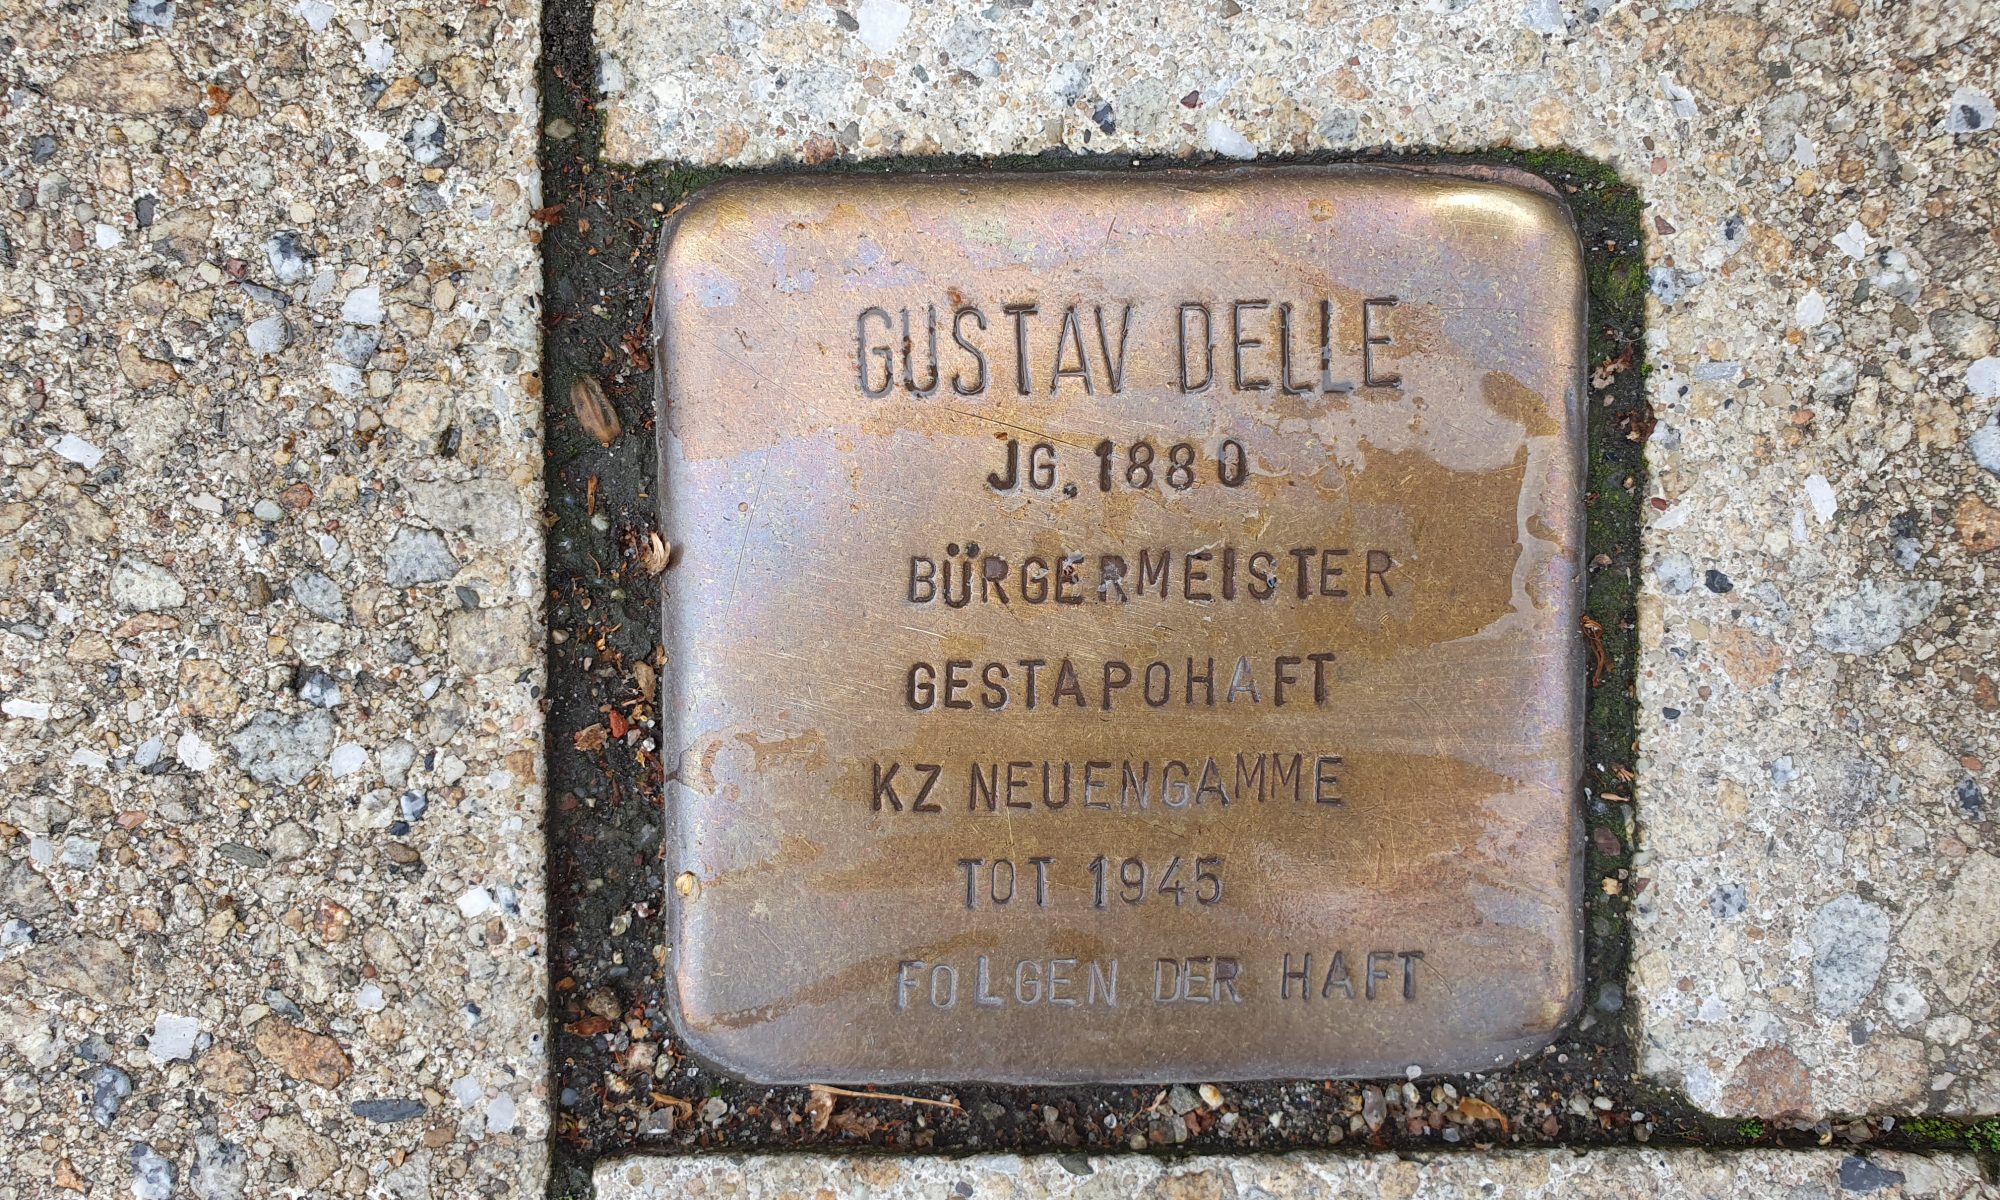 GUSTAV DELLE
JG. 1880
BÜRGERMEISTER
GESTAPOHAFT
KZ NEUENGAMME
TOT 1945
FOLGEN DER HAFT